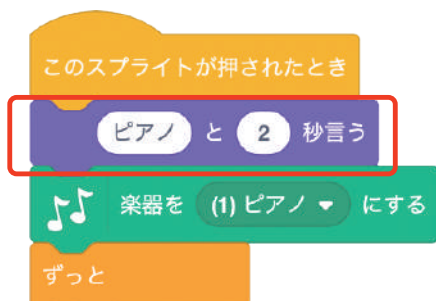 このスプライトが押されたとき
ピアノ と 2 秒言う
楽器を (1) ピアノ にする
ずっと